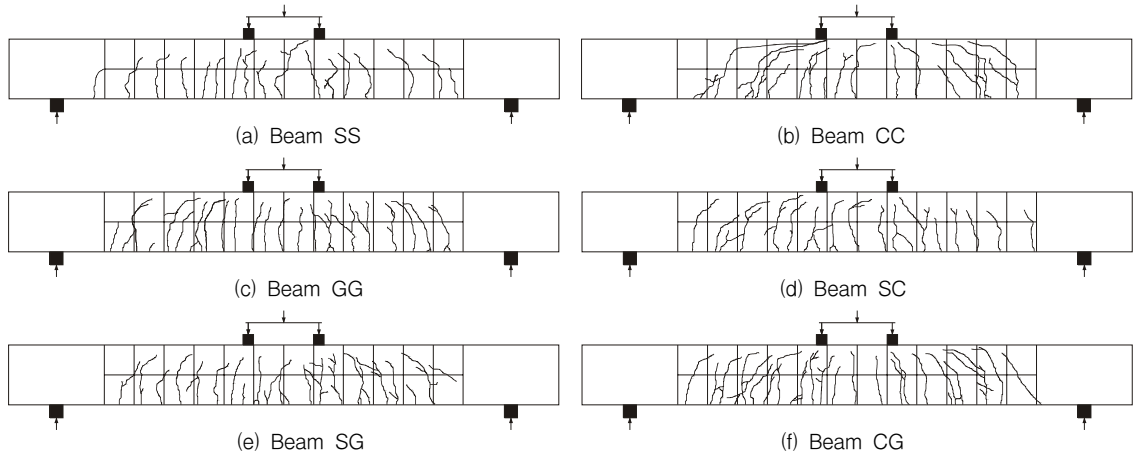 (a) Beam SS
(b) Beam CC
(c) Beam GG
(d) Beam SC
(e) Beam SG
(f) Beam CG